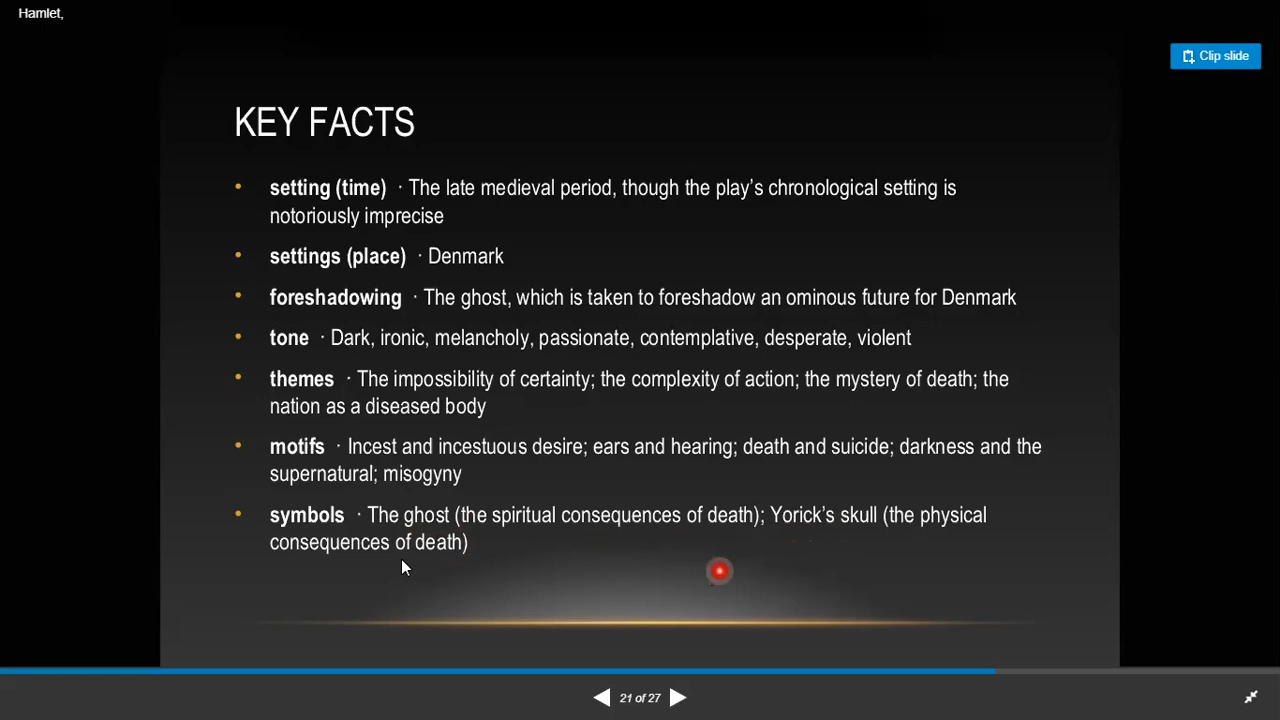 Hamlet,
Clip slide
KEY FACTS
• setting (time) · The late medieval period, though the play’s chronological setting is
notoriously imprecise
• settings (place) · Denmark
• foreshadowing · The ghost, which is taken to foreshadow an ominous future for Denmark
• tone · Dark, ironic, melancholy, passionate, contemplative, desperate, violent
• themes · The impossibility of certainty; the complexity of action; the mystery of death; the
nation as a diseased body
• motifs · Incest and incestuous desire; ears and hearing; death and suicide; darkness and the
supernatural; misogyny
• symbols · The ghost (the spiritual consequences of death); Yorick’s skull (the physical
consequences of death)
21 of 27